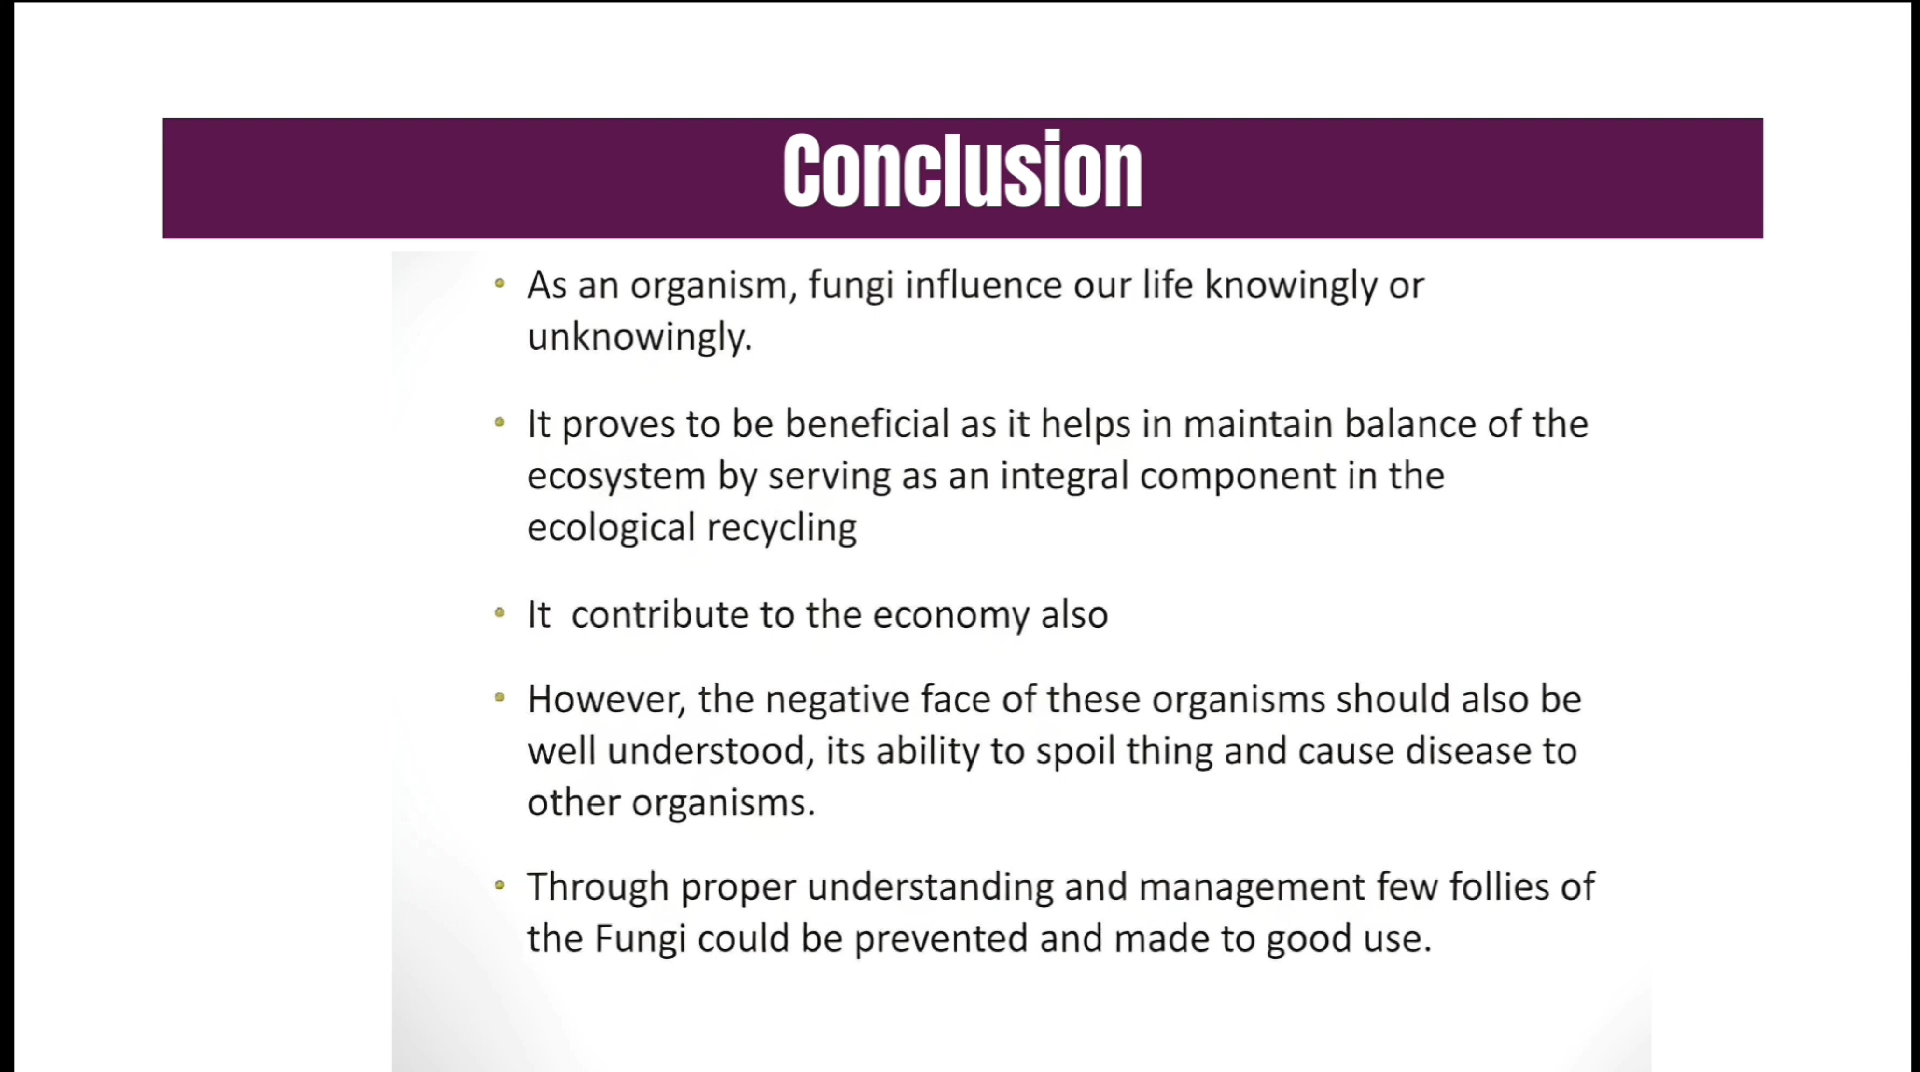 Conclusion
• As an organism, fungi influence our life knowingly or
unknowingly.
• It proves to be beneficial as it helps in maintain balance of the
ecosystem by serving as an integral component in the
ecological recycling
• It  contribute to the economy also
• However, the negative face of these organisms should also be
well understood, its ability to spoil thing and cause disease to
other organisms.
• Through proper understanding and management few follies of
the Fungi could be prevented and made to good use.